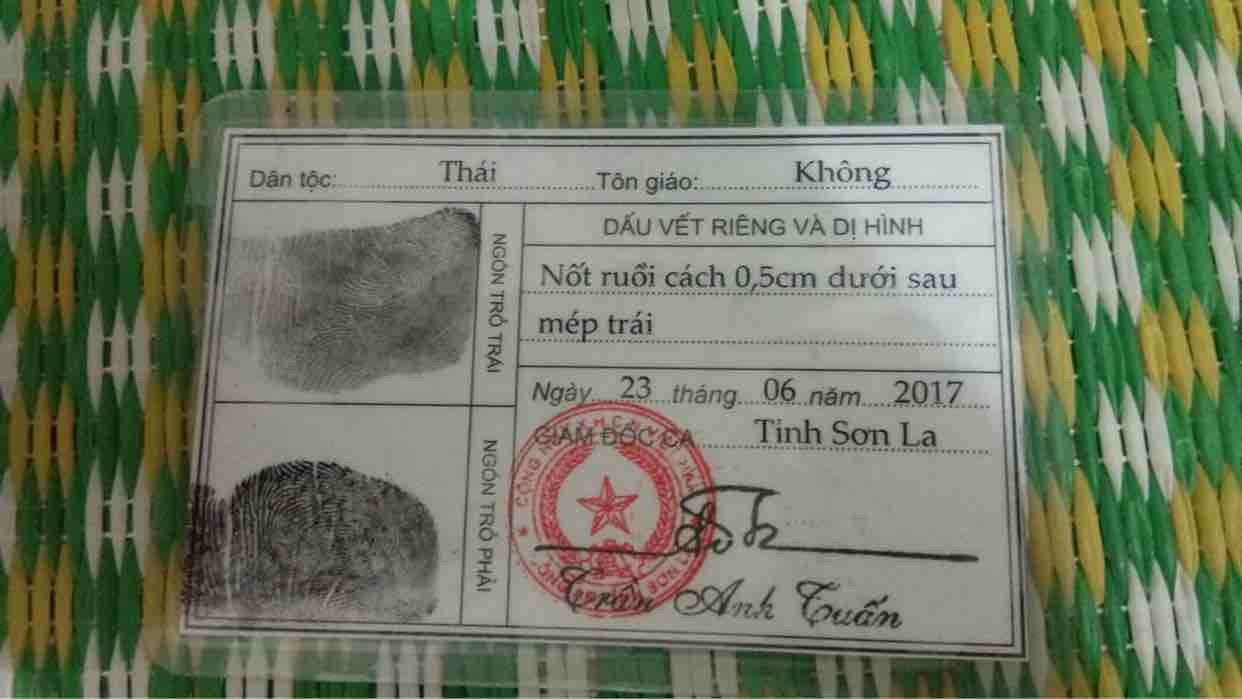 Dân tộc: Thái Tôn giáo: Không
NGÓN TRỎ TRÁI
DẤU VẾT RIÊNG VÀ DỊ HÌNH
Nốt ruồi cách 0,5cm dưới sau
mép trái
NGÓN TRỎ PHẢI
Ngày 23 tháng 06 năm 2017
GIÁM ĐỐC CA Tỉnh Sơn La
Trần Anh Tuấn